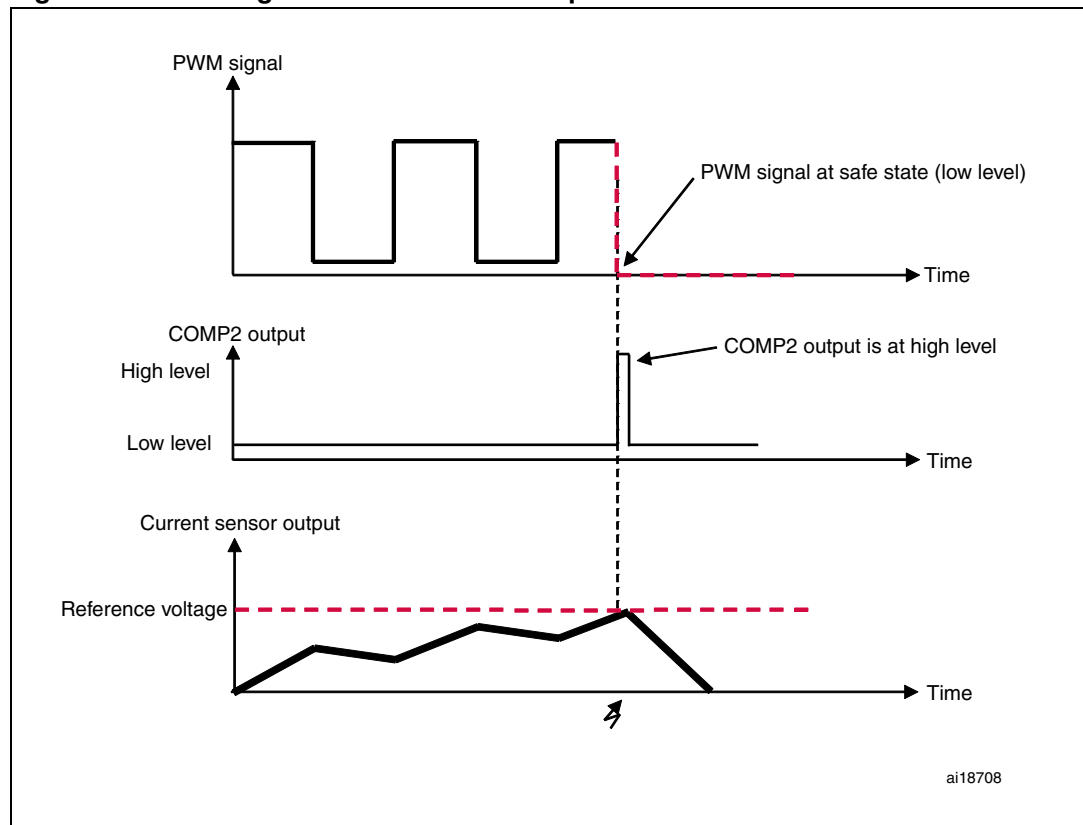 PWM signal
PWM signal at safe state (low level)
Time
COMP2 output
High level
COMP2 output is at high level
Low level
Time
Current sensor output
Reference voltage
Time
ai18708